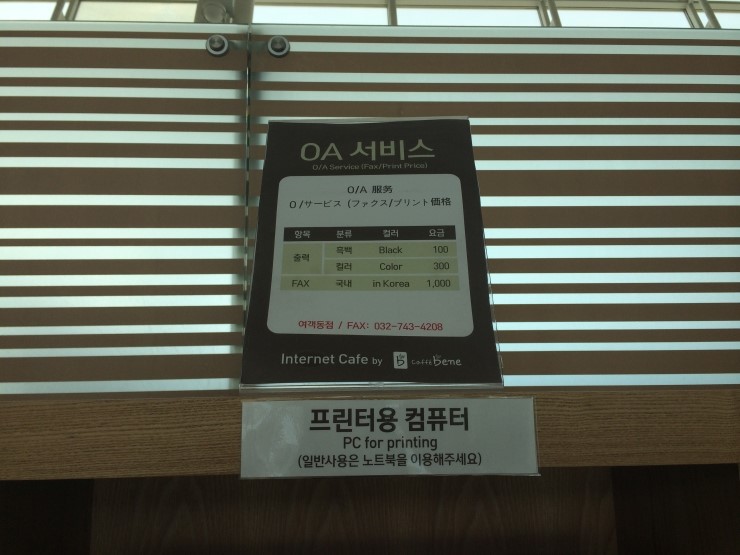 OA 서비스
O/A Service (Fax/Print Price)
O/A 服务
O/サービス (ファクス/プリント価格
항목 분류 컬러 요금
출력 흑백 Black 100
컬러 Color 300
FAX 국내 in Korea 1,000
여객동점 / FAX: 032-743-4208
Internet Cafe by caffé bene
프린터용 컴퓨터
PC for printing
(일반사용은 노트북을 이용해주세요)